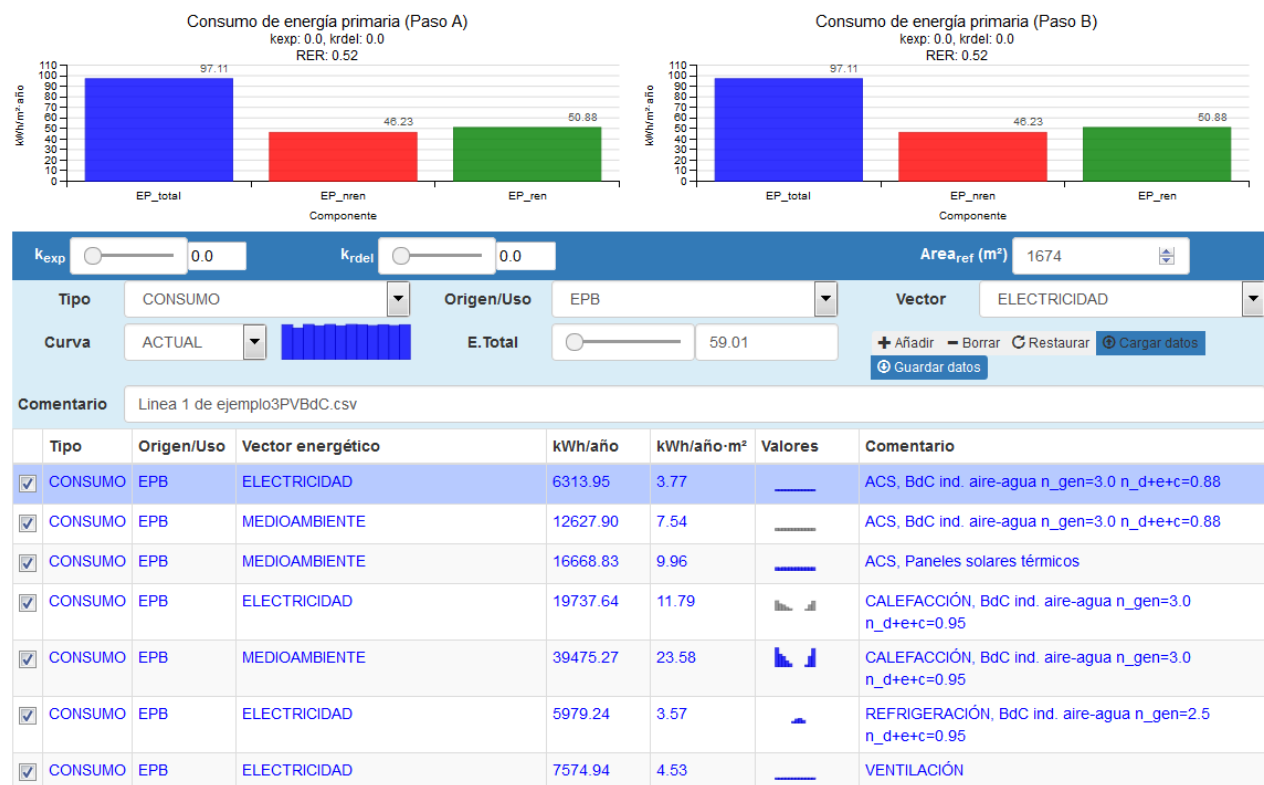 Consumo de energía primaria (Paso A)
kexp: 0.0, krdel: 0.0
RER: 0.52
kWh/m²·año
110
100
90
80
70
60
50
40
30
20
10
0
97.11
46.23
50.88
EP_total
EP_nren
EP_ren
Componente
Consumo de energía primaria (Paso B)
kexp: 0.0, krdel: 0.0
RER: 0.52
kWh/m²·año
110
100
90
80
70
60
50
40
30
20
10
0
97.11
46.23
50.88
EP_total
EP_nren
EP_ren
Componente
kexp 0.0 krdel 0.0 Arearef (m²) 1674
Tipo CONSUMO Origen/Uso EPB Vector ELECTRICIDAD
Curva ACTUAL E.Total 59.01 Añadir Borrar Restaurar Cargar datos
Guardar datos
Comentario Linea 1 de ejemplo3PVBdC.csv
Tipo Origen/Uso Vector energético kWh/año kWh/año·m² Valores Comentario
CONSUMO EPB ELECTRICIDAD 6313.95 3.77 ACS, BdC ind. aire-agua n_gen=3.0 n_d+e+c=0.88
CONSUMO EPB MEDIOAMBIENTE 12627.90 7.54 ACS, BdC ind. aire-agua n_gen=3.0 n_d+e+c=0.88
CONSUMO EPB MEDIOAMBIENTE 16668.83 9.96 ACS, Paneles solares térmicos
CONSUMO EPB ELECTRICIDAD 19737.64 11.79 CALEFACCIÓN, BdC ind. aire-agua n_gen=3.0
n_d+e+c=0.95
CONSUMO EPB MEDIOAMBIENTE 39475.27 23.58 CALEFACCIÓN, BdC ind. aire-agua n_gen=3.0
n_d+e+c=0.95
CONSUMO EPB ELECTRICIDAD 5979.24 3.57 REFRIGERACIÓN, BdC ind. aire-agua n_gen=2.5
n_d+e+c=0.95
CONSUMO EPB ELECTRICIDAD 7574.94 4.53 VENTILACIÓN